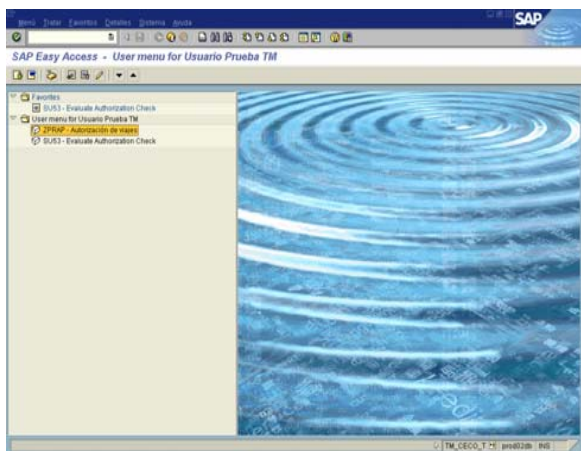 Menú Tratar Favoritos Detalles Sistema Ayuda
SAP
SAP Easy Access - User menu for Usuario Prueba TM
Favorites
SU53 - Evaluate Authorization Check
User menu for Usuario Prueba TM
ZPRAP - Autorización de viajes
SU53 - Evaluate Authorization Check
TM_CECO_T prod02db INS